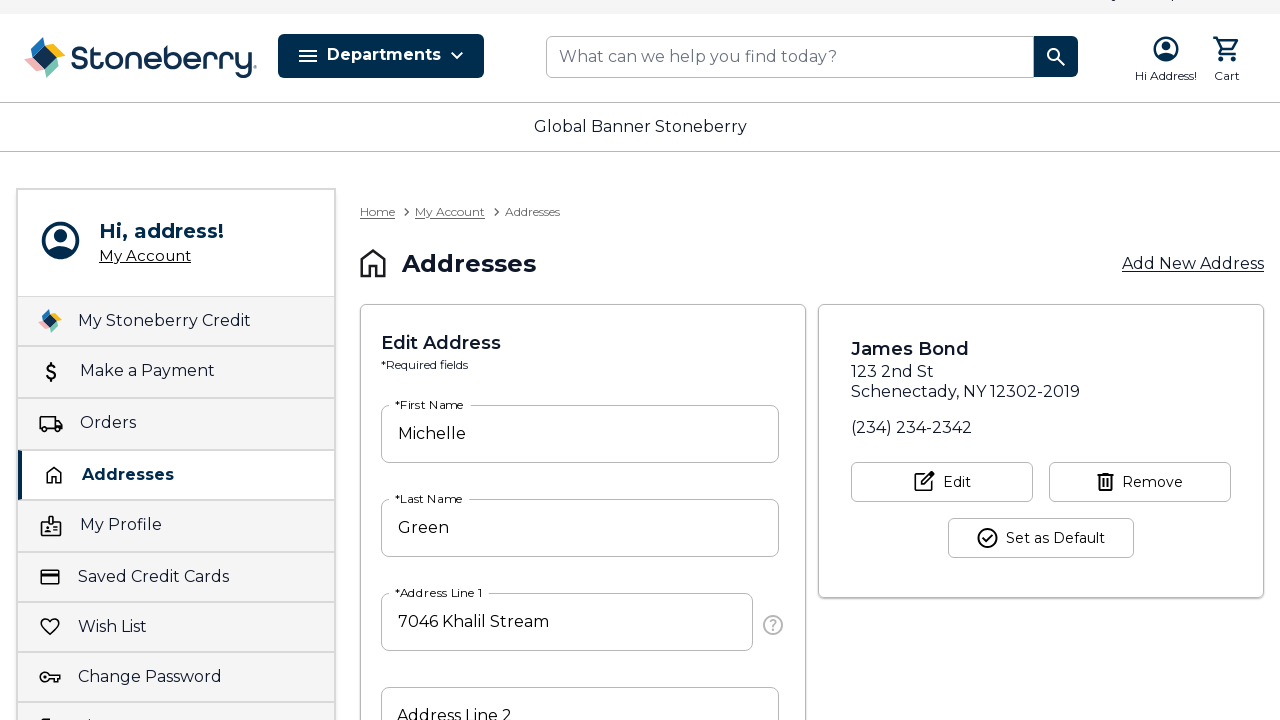 Stoneberry
Departments
What can we help you find today?
Hi Address!
Cart
Global Banner Stoneberry
Hi, address!
My Account
My Stoneberry Credit
Make a Payment
Orders
Addresses
My Profile
Saved Credit Cards
Wish List
Change Password
Home > My Account > Addresses
Addresses
Add New Address
Edit Address
*Required fields
*First Name
Michelle
*Last Name
Green
*Address Line 1
7046 Khalil Stream
?
Address Line 2
James Bond
123 2nd St
Schenectady, NY 12302-2019
(234) 234-2342
Edit
Remove
Set as Default